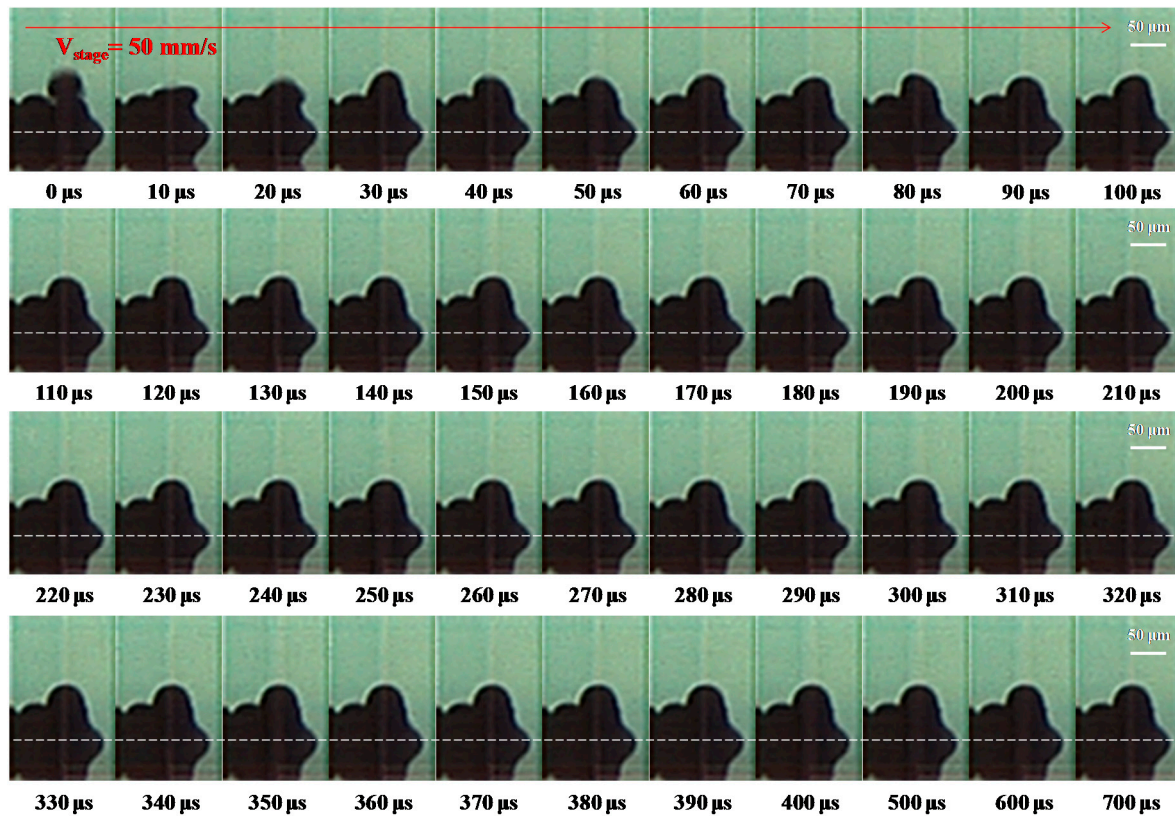 V_stage = 50 mm/s
50 µm
0 µs 10 µs 20 µs 30 µs 40 µs 50 µs 60 µs 70 µs 80 µs 90 µs 100 µs
50 µm
110 µs 120 µs 130 µs 140 µs 150 µs 160 µs 170 µs 180 µs 190 µs 200 µs 210 µs
50 µm
220 µs 230 µs 240 µs 250 µs 260 µs 270 µs 280 µs 290 µs 300 µs 310 µs 320 µs
50 µm
330 µs 340 µs 350 µs 360 µs 370 µs 380 µs 390 µs 400 µs 500 µs 600 µs 700 µs